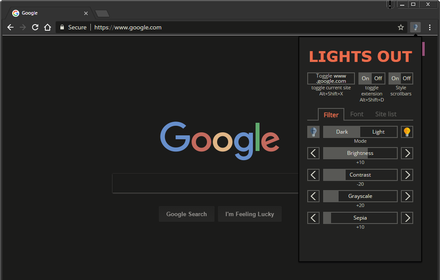 Google
Secure https://www.google.com
LIGHTS OUT
Toggle www
.google.com
On Off
On Off
toggle current site
Alt+Shift+X
toggle
extension
Alt+Shift+D
Style
scrollbars
Filter Font Site list
Dark Light
Mode
Brightness
+10
Contrast
-20
Grayscale
+20
Sepia
+10
Google
Google Search I'm Feeling Lucky